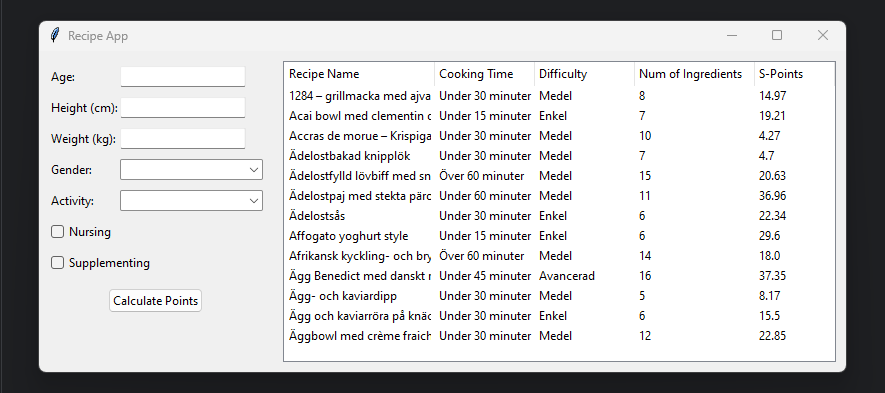 Recipe App
Age:
Height (cm):
Weight (kg):
Gender:
Activity:
Nursing
Supplementing
Calculate Points
Recipe Name Cooking Time Difficulty Num of Ingredients S-Points
1284 – grillmacka med ajva Under 30 minuter Medel 8 14.97
Acai bowl med clementin o Under 15 minuter Enkel 7 19.21
Accras de morue – Krispiga Under 30 minuter Medel 10 4.27
Ädelostbakad knipplök Under 30 minuter Medel 7 4.7
Ädelostfylld lövbiff med sn Över 60 minuter Medel 15 20.63
Ädelostpaj med stekta päro Under 60 minuter Medel 11 36.96
Ädelostsås Under 30 minuter Enkel 6 22.34
Affogato yoghurt style Under 15 minuter Enkel 6 29.6
Afrikansk kyckling- och bry Över 60 minuter Medel 14 18.0
Ägg Benedict med danskt r Under 45 minuter Avancerad 16 37.35
Ägg- och kaviardipp Under 30 minuter Medel 5 8.17
Ägg och kaviarröra på knäc Under 30 minuter Enkel 6 15.5
Äggbowl med crème fraich Under 30 minuter Medel 12 22.85